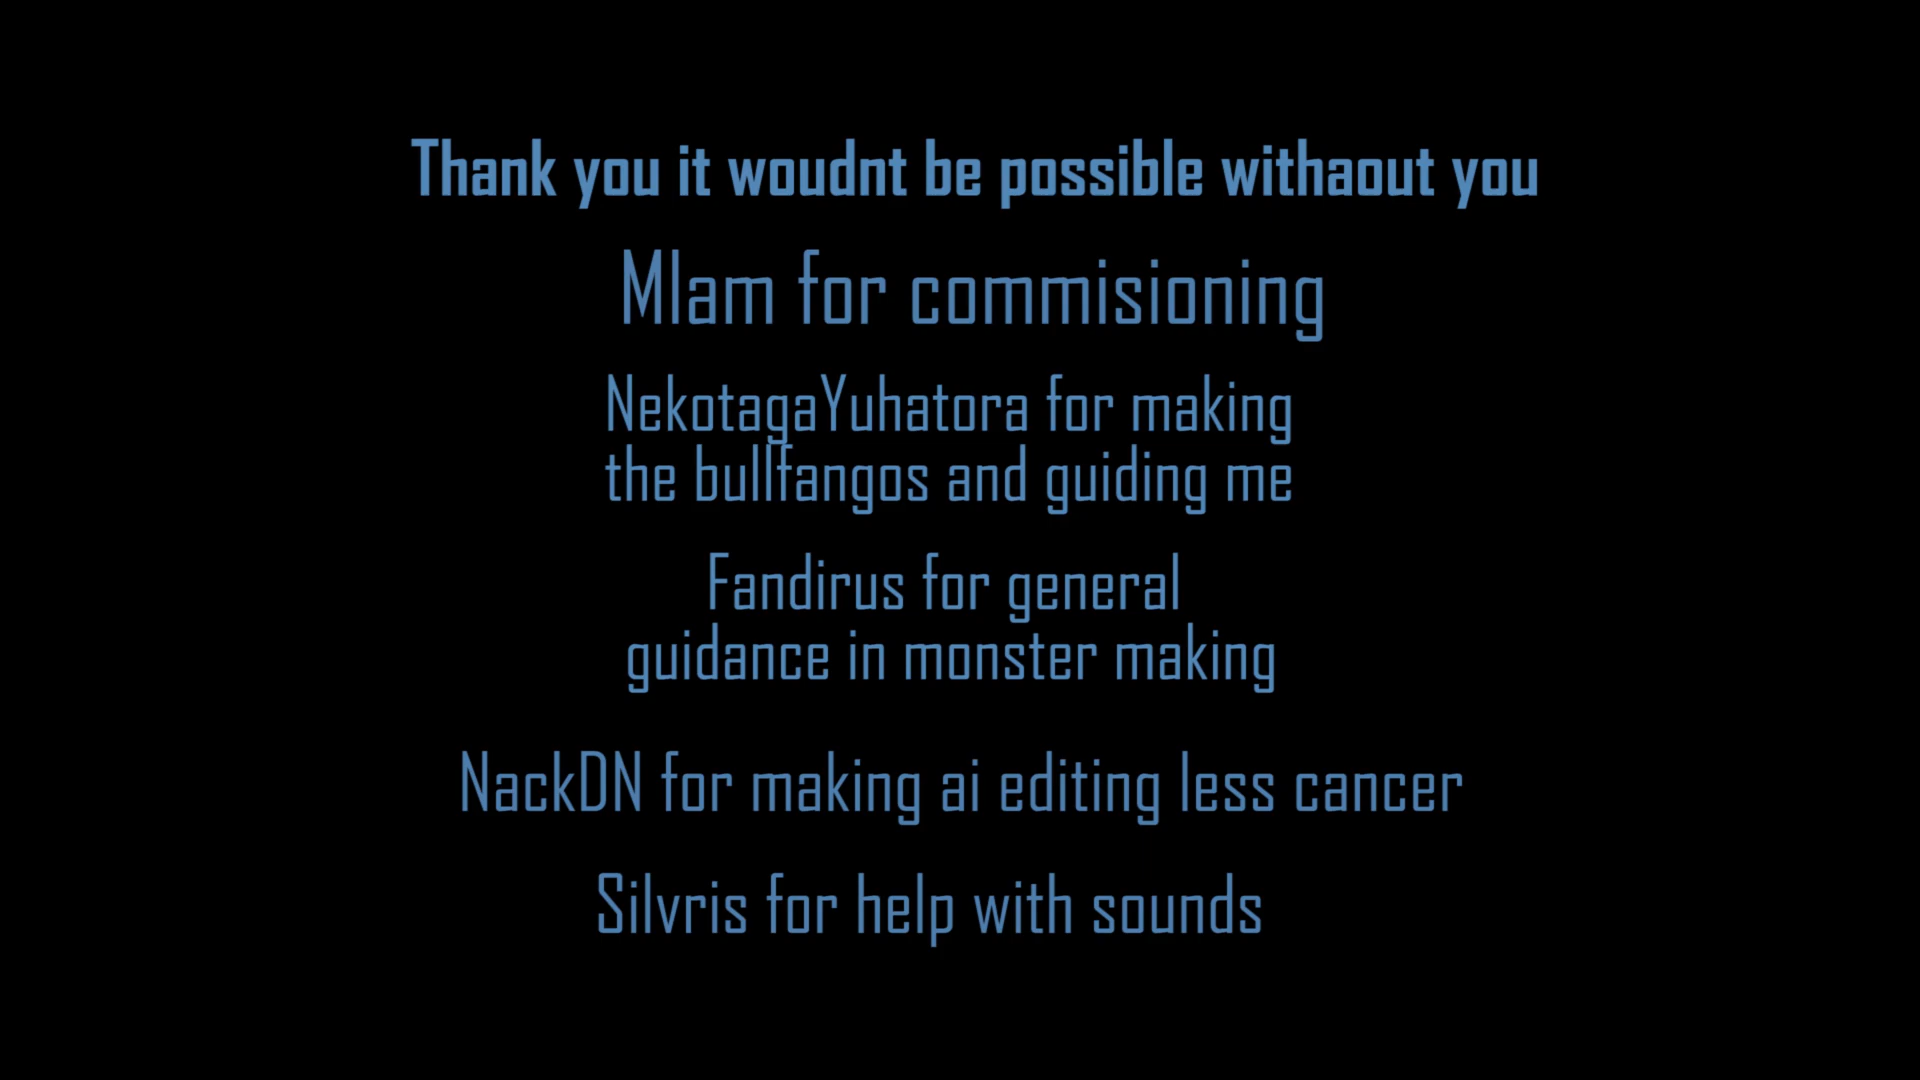 Thank you it woudnt be possible withaout you
Mlam for commisioning
NekotagaYuhatora for making
the bullfangos and guiding me
Fandirus for general
guidance in monster making
NackDN for making ai editing less cancer
Silvris for help with sounds